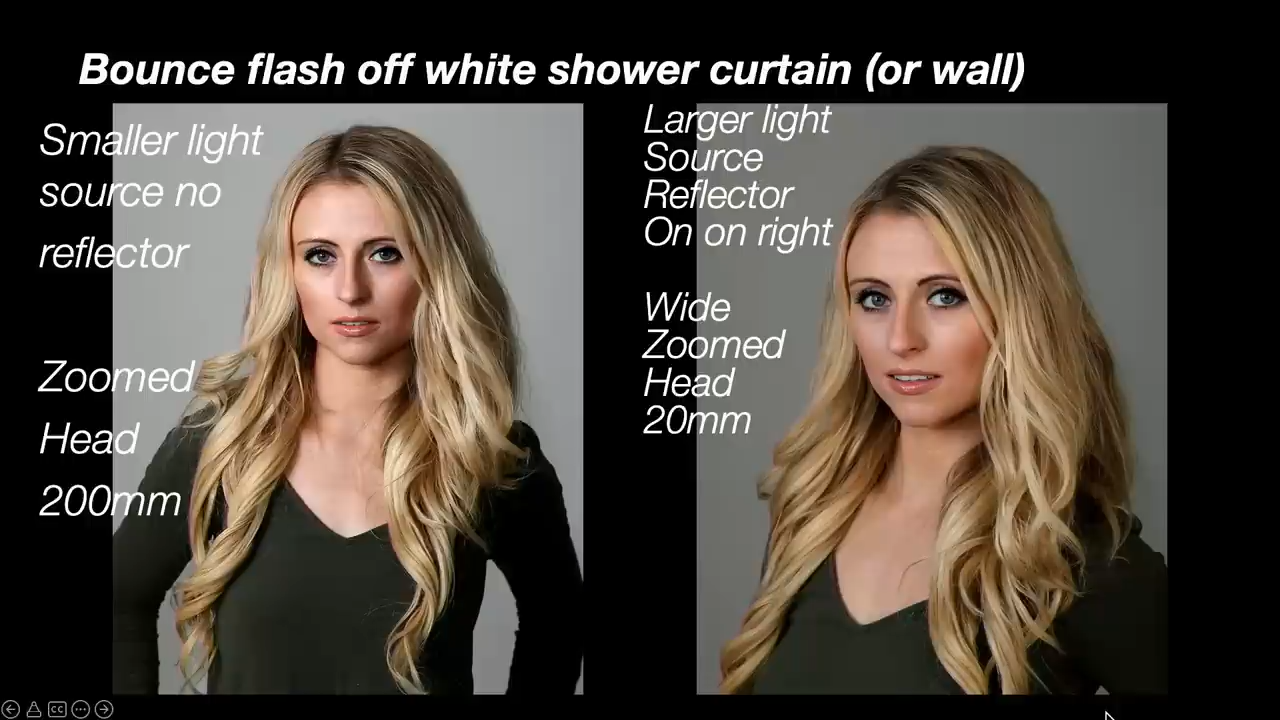 Bounce flash off white shower curtain (or wall)
Smaller light
source no
reflector
Zoomed
Head
200mm
Larger light
Source
Reflector
On on right
Wide
Zoomed
Head
20mm
CC